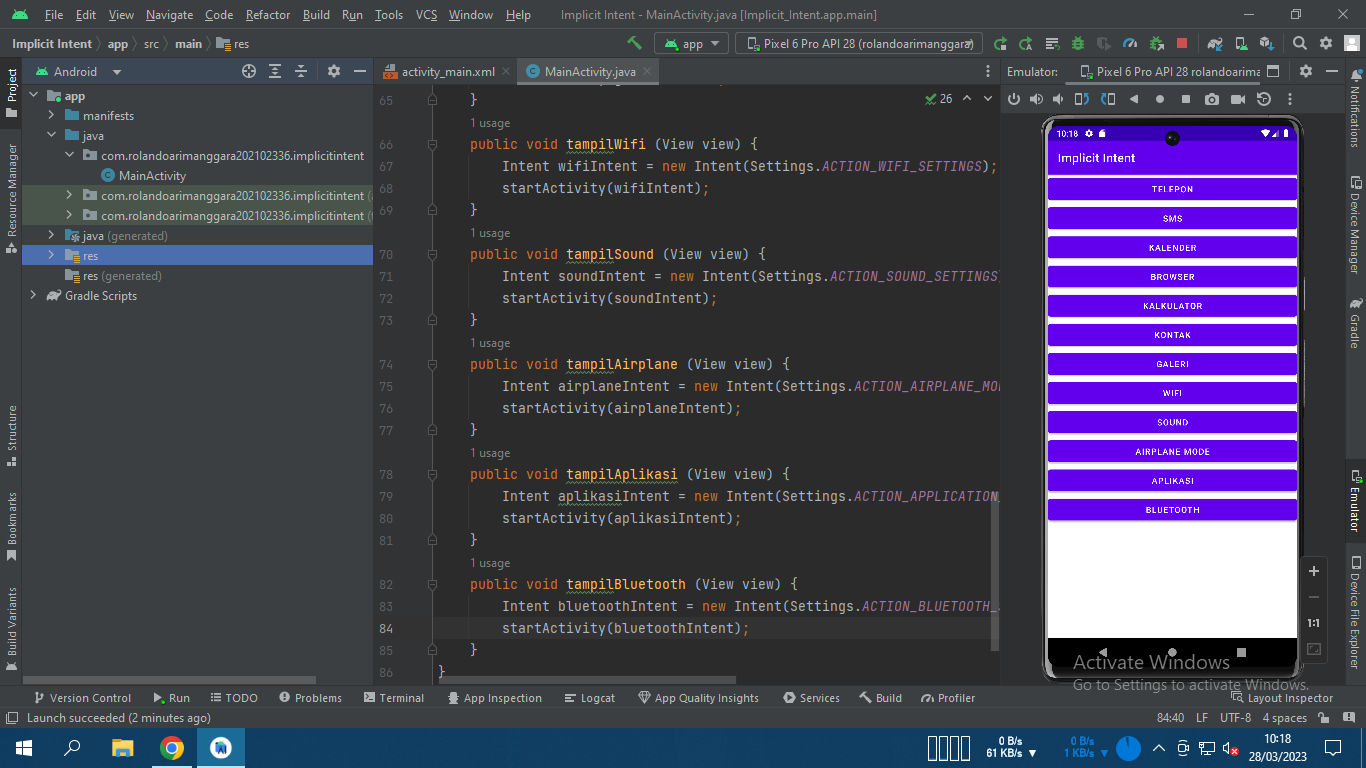 File Edit View Navigate Code Refactor Build Run Tools VCS Window Help Implicit Intent - MainActivity.java [Implicit_Intent.app.main]
Implicit Intent app src main res app Pixel 6 Pro API 28 (rolandoarimanggara)
Android
activity_main.xml MainActivity.java
Emulator: Pixel 6 Pro API 28 rolandoarima
Project
Resource Manager
Structure
Bookmarks
Build Variants
app
manifests
java
com.rolandoarimanggara202102336.implicitintent
MainActivity
com.rolandoarimanggara202102336.implicitintent
com.rolandoarimanggara202102336.implicitintent
java (generated)
res
res (generated)
Gradle Scripts
26
65 }
1 usage
66 public void tampilWifi (View view) {
67 Intent wifiIntent = new Intent(Settings.ACTION_WIFI_SETTINGS);
68 startActivity(wifiIntent);
69 }
1 usage
70 public void tampilSound (View view) {
71 Intent soundIntent = new Intent(Settings.ACTION_SOUND_SETTINGS
72 startActivity(soundIntent);
73 }
1 usage
74 public void tampilAirplane (View view) {
75 Intent airplaneIntent = new Intent(Settings.ACTION_AIRPLANE_MO
76 startActivity(airplaneIntent);
77 }
1 usage
78 public void tampilAplikasi (View view) {
79 Intent aplikasiIntent = new Intent(Settings.ACTION_APPLICATION_
80 startActivity(aplikasiIntent);
81 }
1 usage
82 public void tampilBluetooth (View view) {
83 Intent bluetoothIntent = new Intent(Settings.ACTION_BLUETOOTH_
84 startActivity(bluetoothIntent);
85 }
86 }
10:18
Implicit Intent
TELEPON
SMS
KALENDER
BROWSER
KALKULATOR
KONTAK
GALERI
WIFI
SOUND
AIRPLANE MODE
APLIKASI
BLUETOOTH
1:1
Notifications
Device Manager
Gradle
Emulator
Device File Explorer
Activate Windows
Go to Settings to activate Windows.
Version Control Run TODO Problems Terminal App Inspection Logcat App Quality Insights Services Build Profiler Layout Inspector
Launch succeeded (2 minutes ago) 84:40 LF UTF-8 4 spaces
0 B/s
61 KB/s
0 B/s
1 KB/s
10:18
28/03/2023